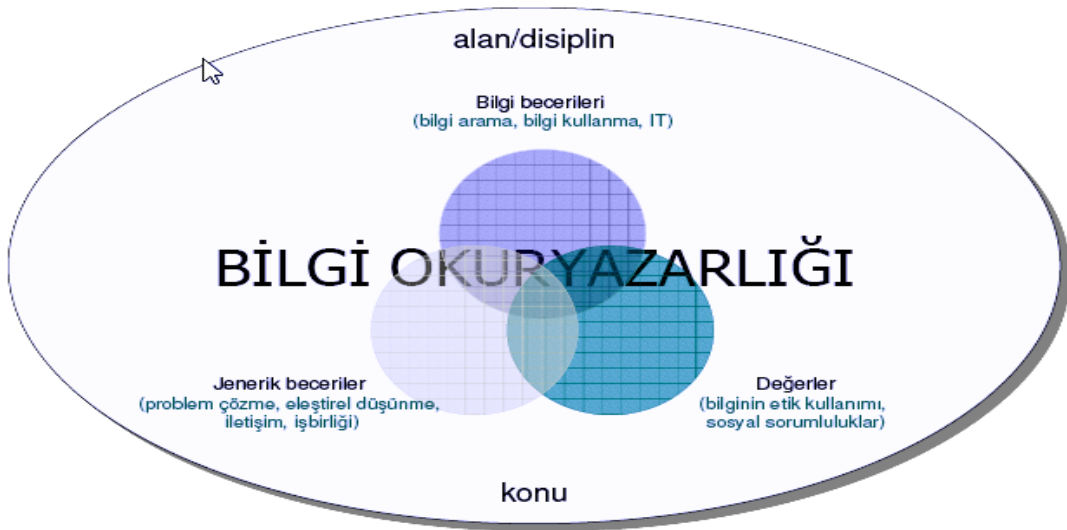 alan/disiplin
Bilgi becerileri
(bilgi arama, bilgi kullanma, IT)
BİLGİ OKURYAZARLIĞI
Jenerik beceriler
(problem çözme, eleştirel düşünme,
iletişim, işbirliği)
Değerler
(bilginin etik kullanımı,
sosyal sorumluluklar)
konu